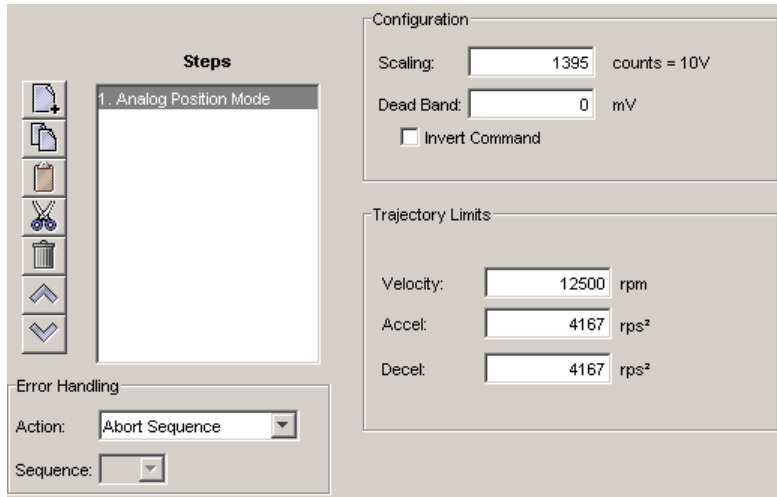 Steps
1. Analog Position Mode
Error Handling
Action: Abort Sequence
Sequence:
Configuration
Scaling: 1395 counts = 10V
Dead Band: 0 mV
Invert Command
Trajectory Limits
Velocity: 12500 rpm
Accel: 4167 rps²
Decel: 4167 rps²